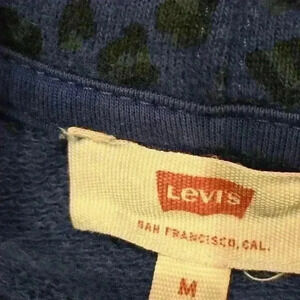 Levi's
SAN FRANCISCO, CAL.
M